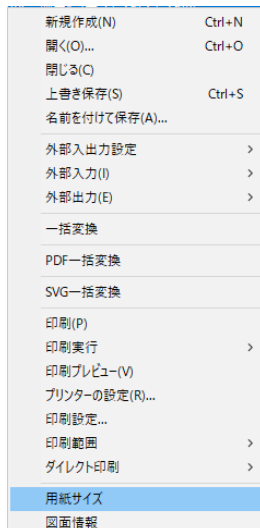 新規作成(N) Ctrl+N
開く(O)... Ctrl+O
閉じる(C)
上書き保存(S) Ctrl+S
名前を付けて保存(A)...
外部入出力設定
外部入力(I)
外部出力(E)
一括変換
PDF一括変換
SVG一括変換
印刷(P)
印刷実行
印刷プレビュー(V)
プリンターの設定(R)...
印刷設定...
印刷範囲
ダイレクト印刷
用紙サイズ
図面情報